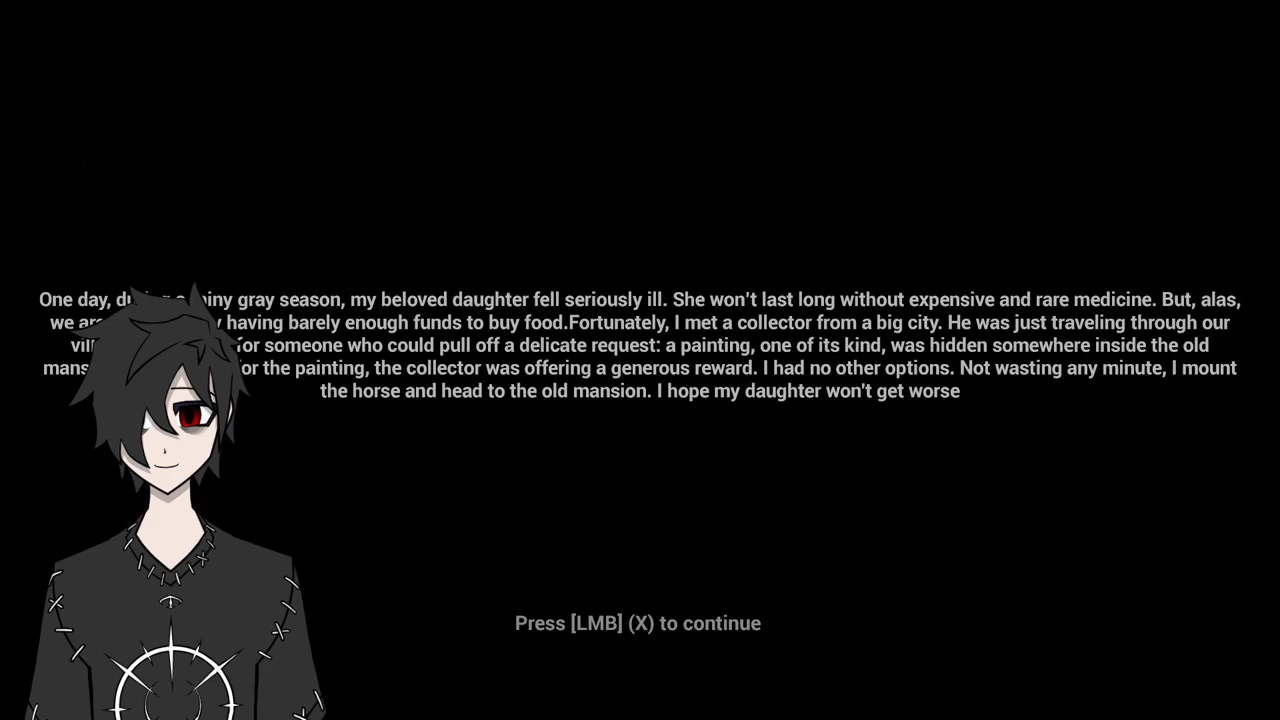 One day, during a rainy gray season, my beloved daughter fell seriously ill. She won't last long without expensive and rare medicine. But, alas,
we are having barely enough funds to buy food.Fortunately, I met a collector from a big city. He was just traveling through our
for someone who could pull off a delicate request: a painting, one of its kind, was hidden somewhere inside the old
the painting, the collector was offering a generous reward. I had no other options. Not wasting any minute, I mount
the horse and head to the old mansion. I hope my daughter won't get worse
Press [LMB] (X) to continue